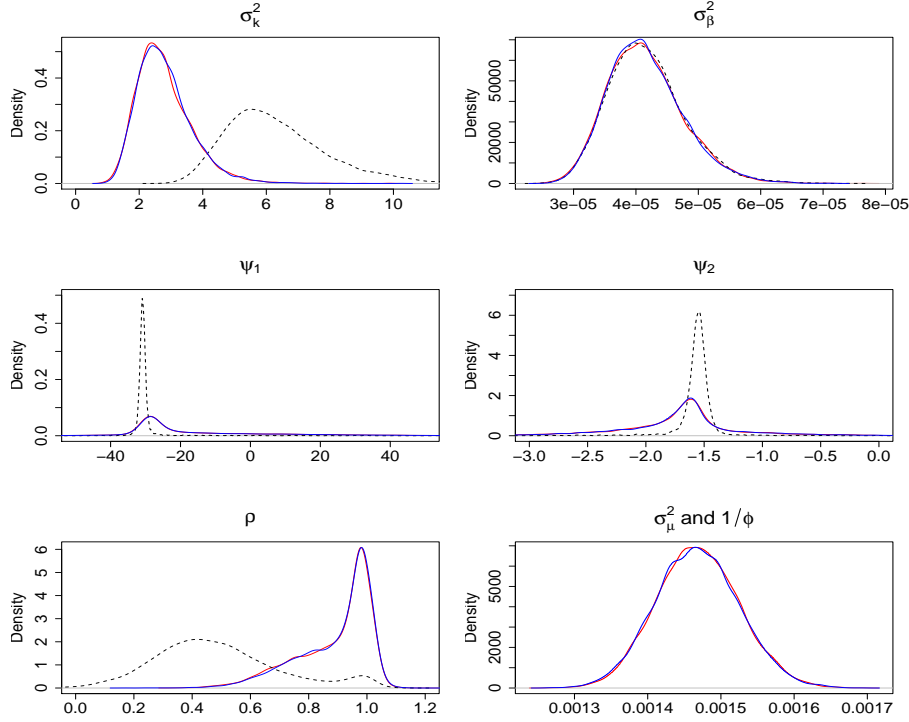 σ²ₖ
Density
0.0 0.2 0.4
0 2 4 6 8 10
σ²ᵦ
Density
0 20000 50000
3e−05 4e−05 5e−05 6e−05 7e−05 8e−05
ψ₁
Density
0.0 0.2 0.4
−40 −20 0 20 40
ψ₂
Density
0 2 4 6
−3.0 −2.5 −2.0 −1.5 −1.0 −0.5 0.0
ρ
Density
0 1 2 3 4 5 6
0.0 0.2 0.4 0.6 0.8 1.0 1.2
σ²μ and 1/ϕ
Density
0 2000 5000
0.0013 0.0014 0.0015 0.0016 0.0017